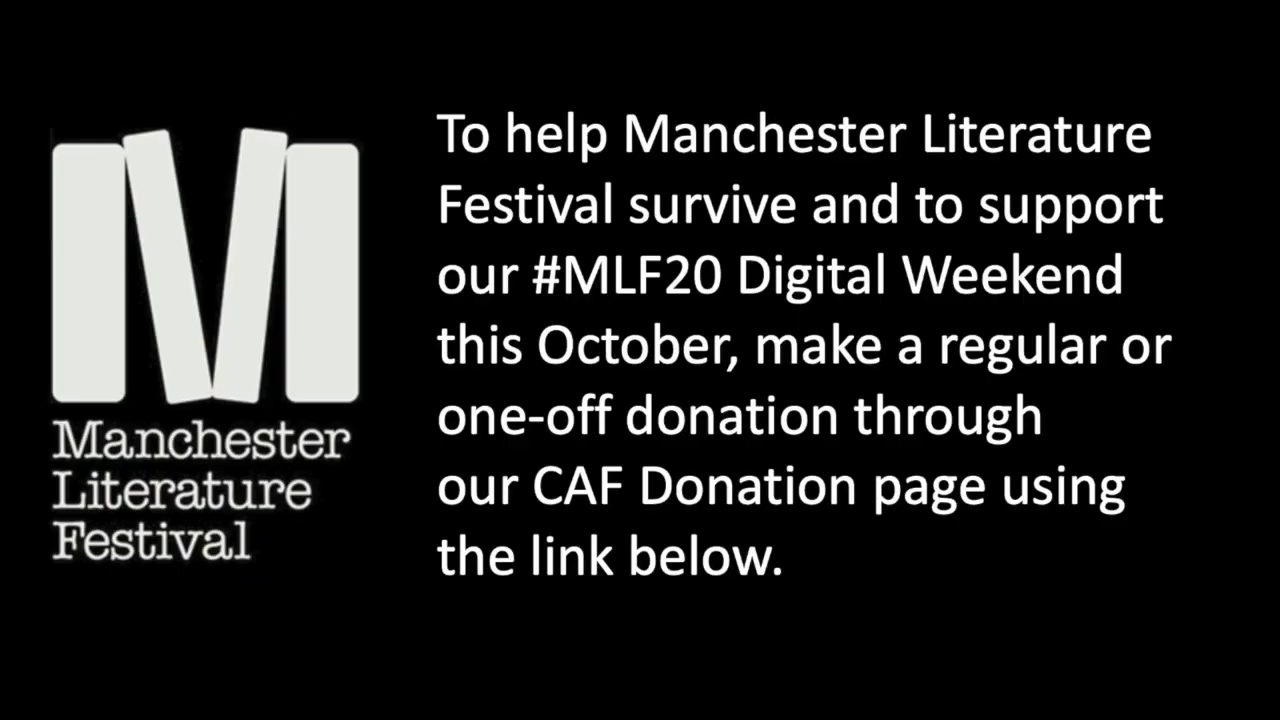 Manchester
Literature
Festival
To help Manchester Literature
Festival survive and to support
our #MLF20 Digital Weekend
this October, make a regular or
one-off donation through
our CAF Donation page using
the link below.